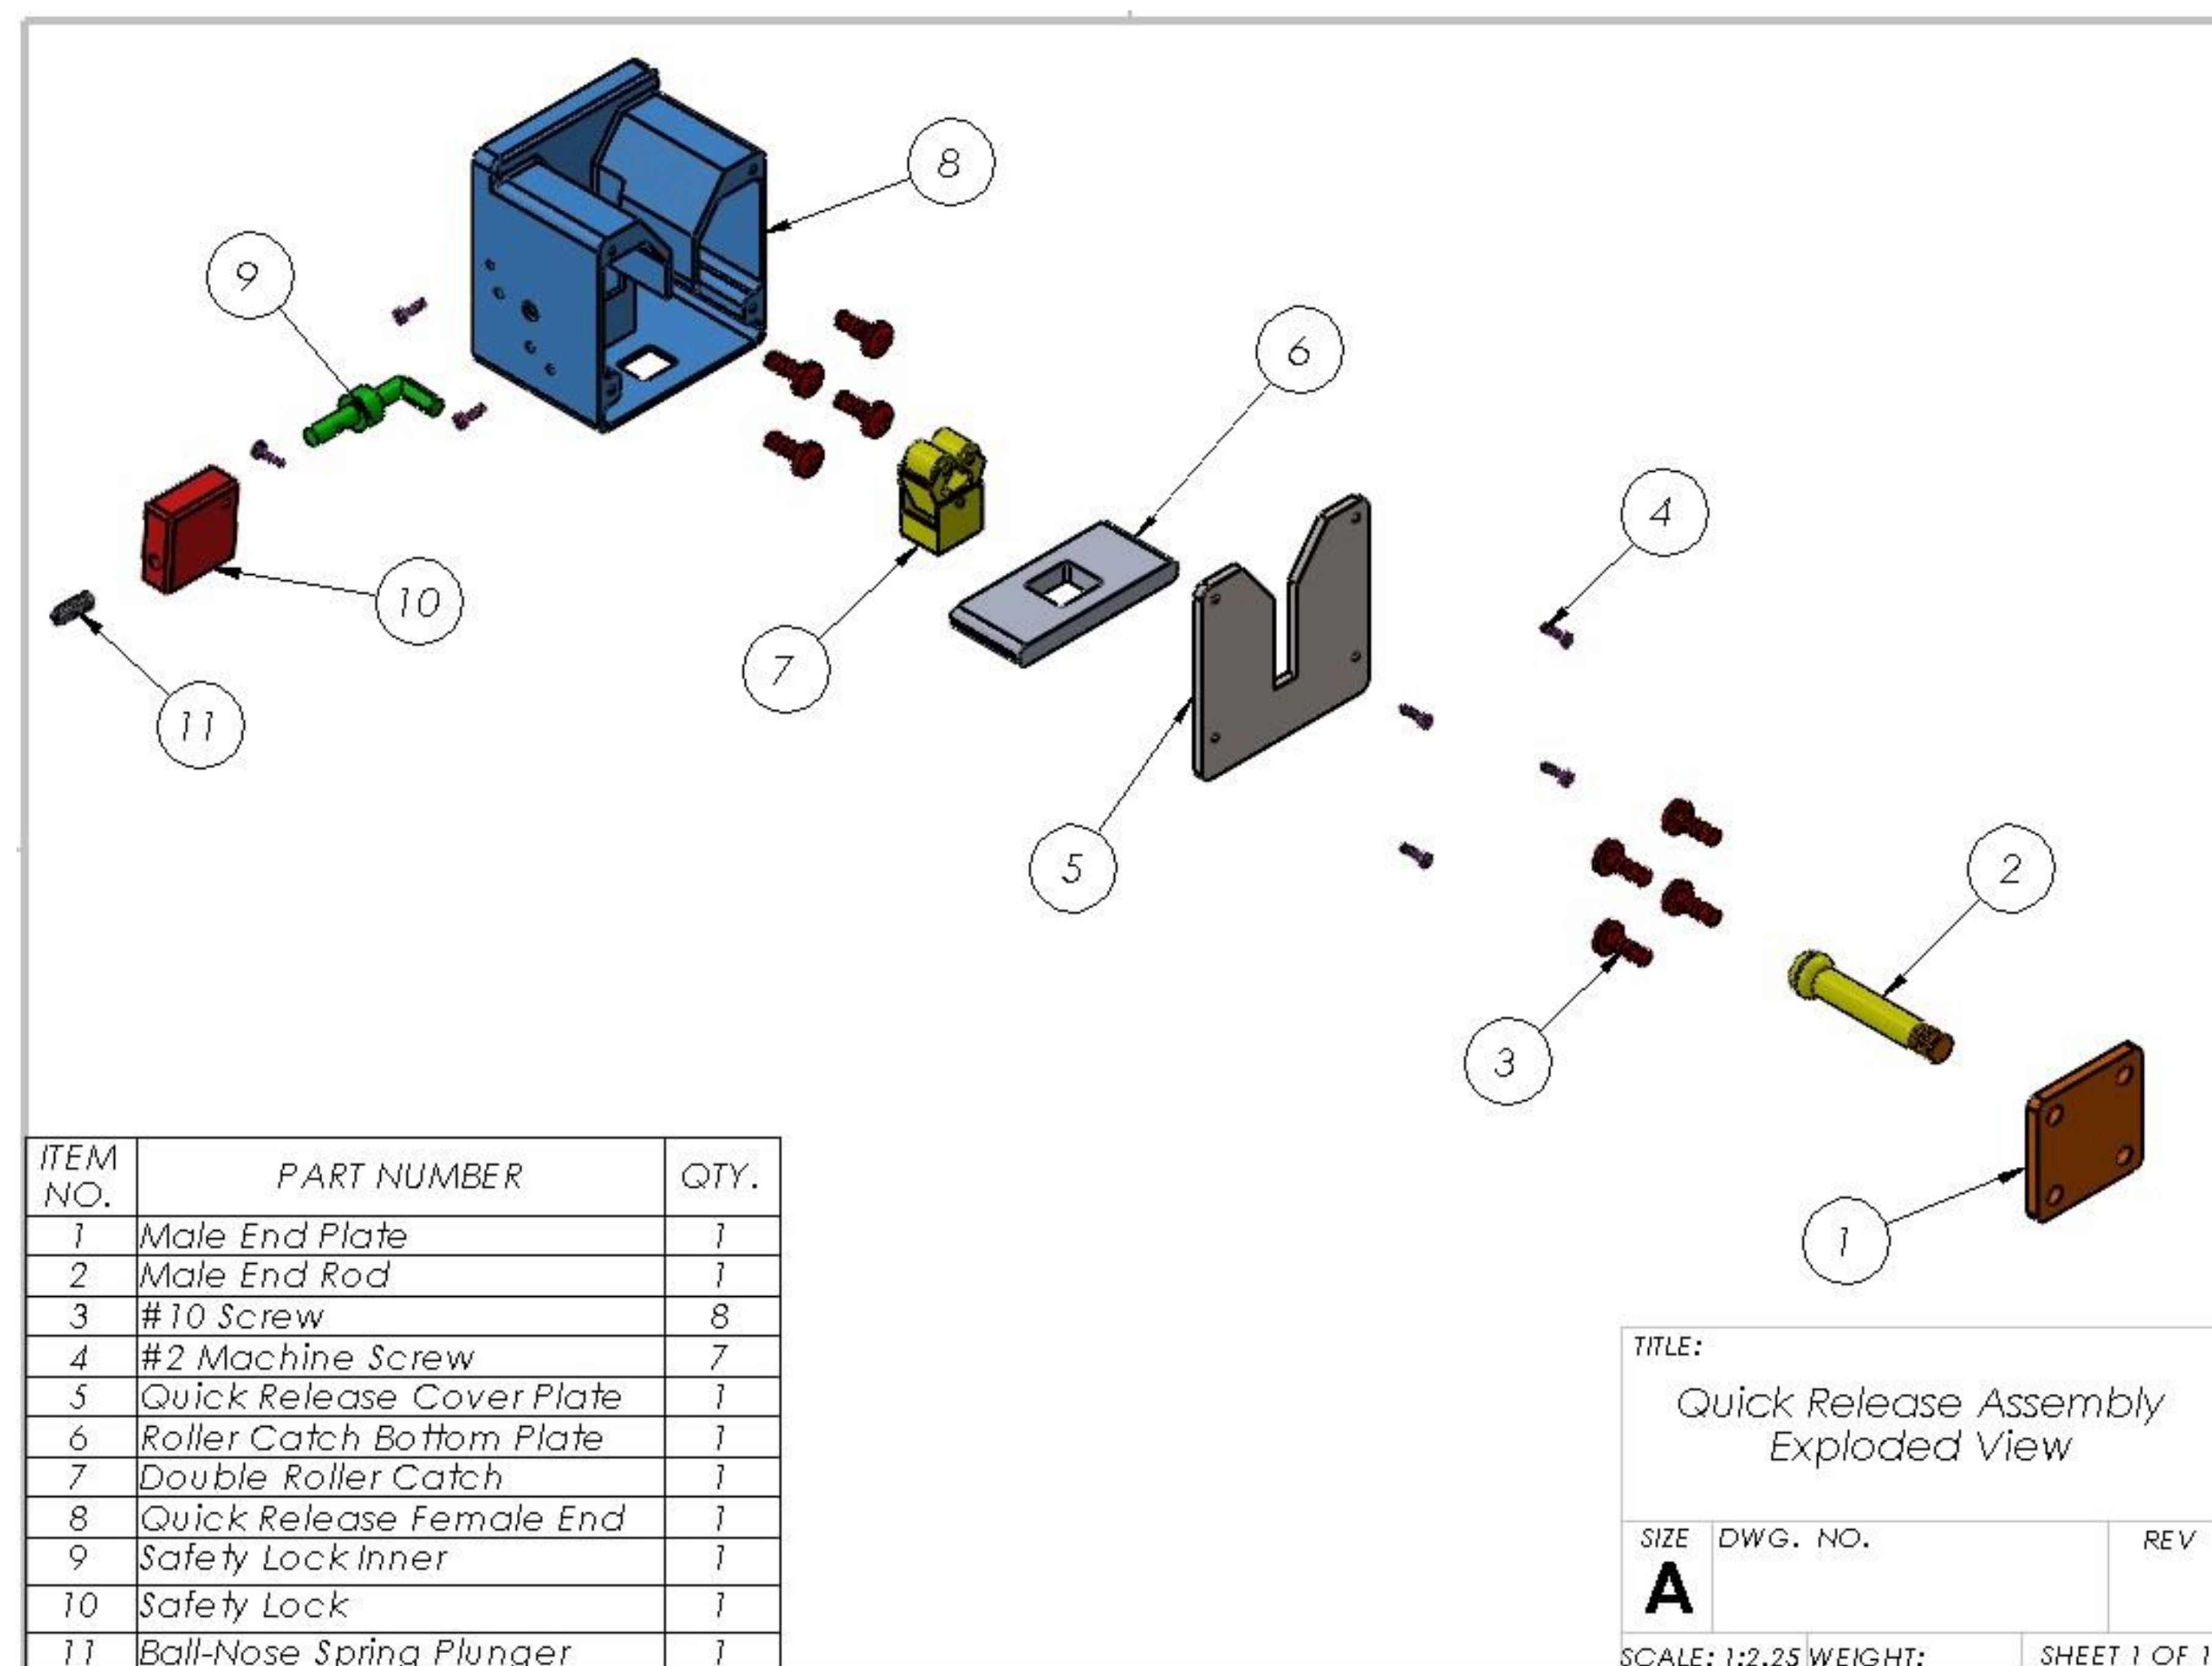 8
9
6
4
10
7
11
5
2
3
1
ITEM NO. PART NUMBER QTY.
1 Male End Plate 1
2 Male End Rod 1
3 #10 Screw 8
4 #2 Machine Screw 7
5 Quick Release Cover Plate 1
6 Roller Catch Bottom Plate 1
7 Double Roller Catch 1
8 Quick Release Female End 1
9 Safety Lock Inner 1
10 Safety Lock 1
11 Ball-Nose Spring Plunger 1
TITLE:
Quick Release Assembly
Exploded View
SIZE DWG. NO. REV
A
SCALE: 1:2.25 WEIGHT: SHEET 1 OF 1